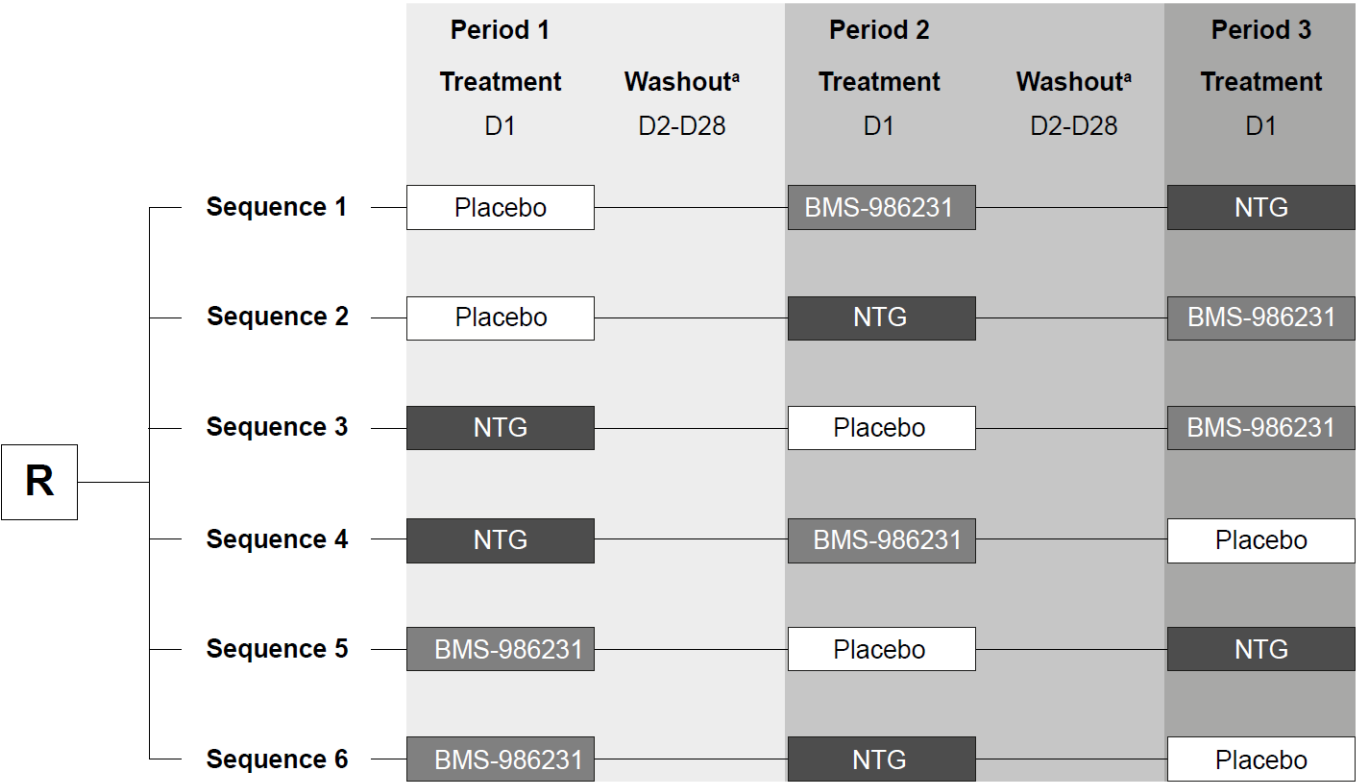 Period 1 Period 2 Period 3
Treatment Washoutᵃ Treatment Washoutᵃ Treatment
D1 D2-D28 D1 D2-D28 D1
Sequence 1 Placebo BMS-986231 NTG
Sequence 2 Placebo NTG BMS-986231
Sequence 3 NTG Placebo BMS-986231
R
Sequence 4 NTG BMS-986231 Placebo
Sequence 5 BMS-986231 Placebo NTG
Sequence 6 BMS-986231 NTG Placebo